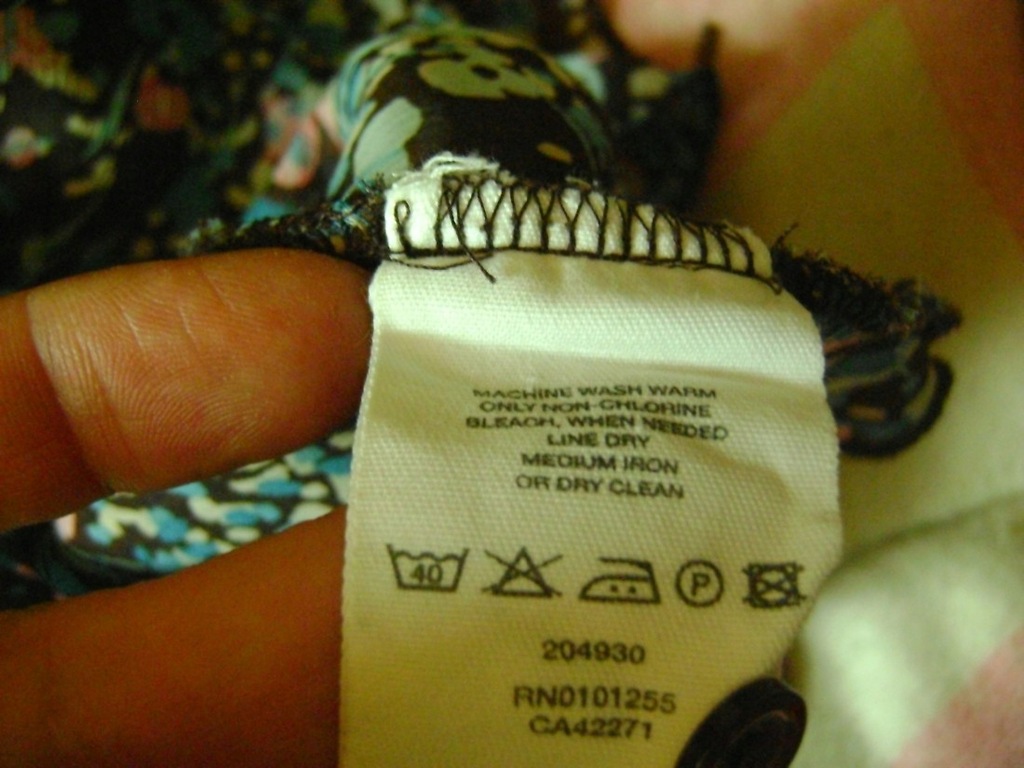 MACHINE WASH WARM
ONLY NON-CHLORINE
BLEACH, WHEN NEEDED
LINE DRY
MEDIUM IRON
OR DRY CLEAN
40 P
204930
RN0101255
CA42271